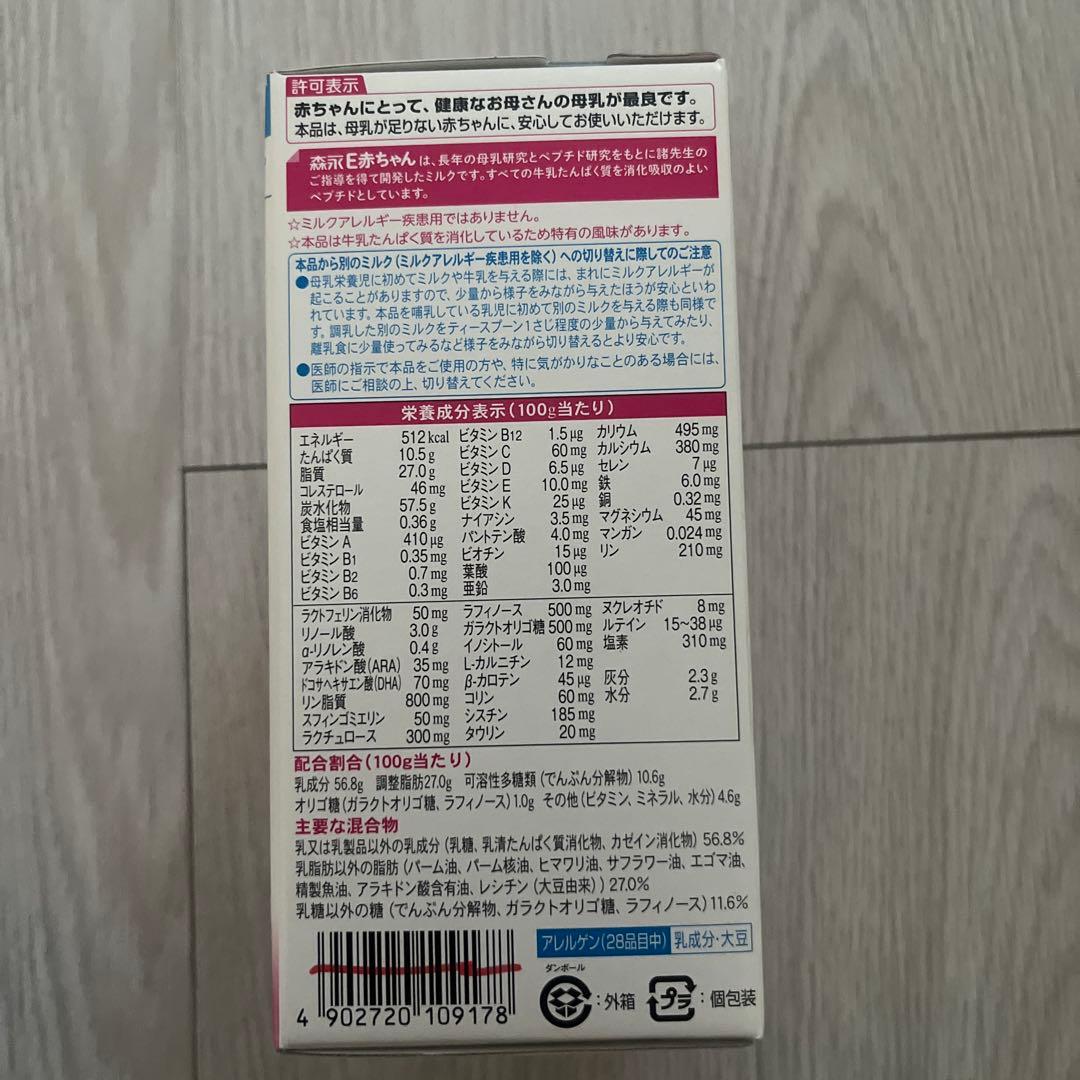 許可表示
赤ちゃんにとって、健康なお母さんの母乳が最良です。
本品は、母乳が足りない赤ちゃんに、安心してお使いいただけます。
森永E赤ちゃんは、長年の母乳研究とペプチド研究をもとに諸先生の
ご指導を得て開発したミルクです。すべての牛乳たんぱく質を消化吸収のよい
ペプチドとしています。
☆ミルクアレルギー疾患用ではありません。
☆本品は牛乳たんぱく質を消化しているため特有の風味があります。
本品から別のミルク(ミルクアレルギー疾患用を除く)への切り替えに際してのご注意
●母乳栄養児に初めてミルクや牛乳を与える際には、まれにミルクアレルギーが
起こることがありますので、少量から様子をみながら与えたほうが安心といわ
れています。本品を哺乳している乳児に初めて別のミルクを与える際も同様で
す。調乳した別のミルクをティースプーン1さじ程度の少量から与えてみたり、
離乳食に少量使ってみるなど様子をみながら切り替えるとより安心です。
●医師の指示で本品をご使用の方や、特に気がかりなことのある場合には、
医師にご相談の上、切り替えてください。
栄養成分表示(100g当たり)
エネルギー 512kcal ビタミンB12 1.5μg カリウム 495mg
たんぱく質 10.5g ビタミンC 60mg カルシウム 380mg
脂質 27.0g ビタミンD 6.5μg セレン 7μg
コレステロール 46mg ビタミンE 10.0mg 鉄 6.0mg
炭水化物 57.5g ビタミンK 25μg 銅 0.32mg
食塩相当量 0.36g ナイアシン 3.5mg マグネシウム 45mg
ビタミンA 410μg パントテン酸 4.0mg マンガン 0.024mg
ビタミンB1 0.35mg ビオチン 15μg リン 210mg
ビタミンB2 0.7mg 葉酸 100μg
ビタミンB6 0.3mg 亜鉛 3.0mg
ラクトフェリン消化物 50mg ラフィノース 500mg ヌクレオチド 8mg
リノール酸 3.0g ガラクトオリゴ糖 500mg ルテイン 15~38μg
α-リノレン酸 0.4g イノシトール 60mg 塩素 310mg
アラキドン酸(ARA) 35mg L-カルニチン 12mg
ドコサヘキサエン酸(DHA) 70mg β-カロテン 45μg 灰分 2.3g
リン脂質 800mg コリン 60mg 水分 2.7g
スフィンゴミエリン 50mg シスチン 185mg
ラクチュロース 300mg タウリン 20mg
配合割合(100g当たり)
乳成分 56.8g 調整脂肪27.0g 可溶性多糖類(でんぷん分解物)10.6g
オリゴ糖(ガラクトオリゴ糖、ラフィノース)1.0g その他(ビタミン、ミネラル、水分)4.6g
主要な混合物
乳又は乳製品以外の乳成分(乳糖、乳清たんぱく質消化物、カゼイン消化物)56.8%
乳脂肪以外の脂肪(パーム油、パーム核油、ヒマワリ油、サフラワー油、エゴマ油、
精製魚油、アラキドン酸含有油、レシチン(大豆由来))27.0%
乳糖以外の糖(でんぷん分解物、ガラクトオリゴ糖、ラフィノース)11.6%
アレルゲン(28品目中) 乳成分・大豆
ダンボール
:外箱 プラ :個包装
4 902720 109178